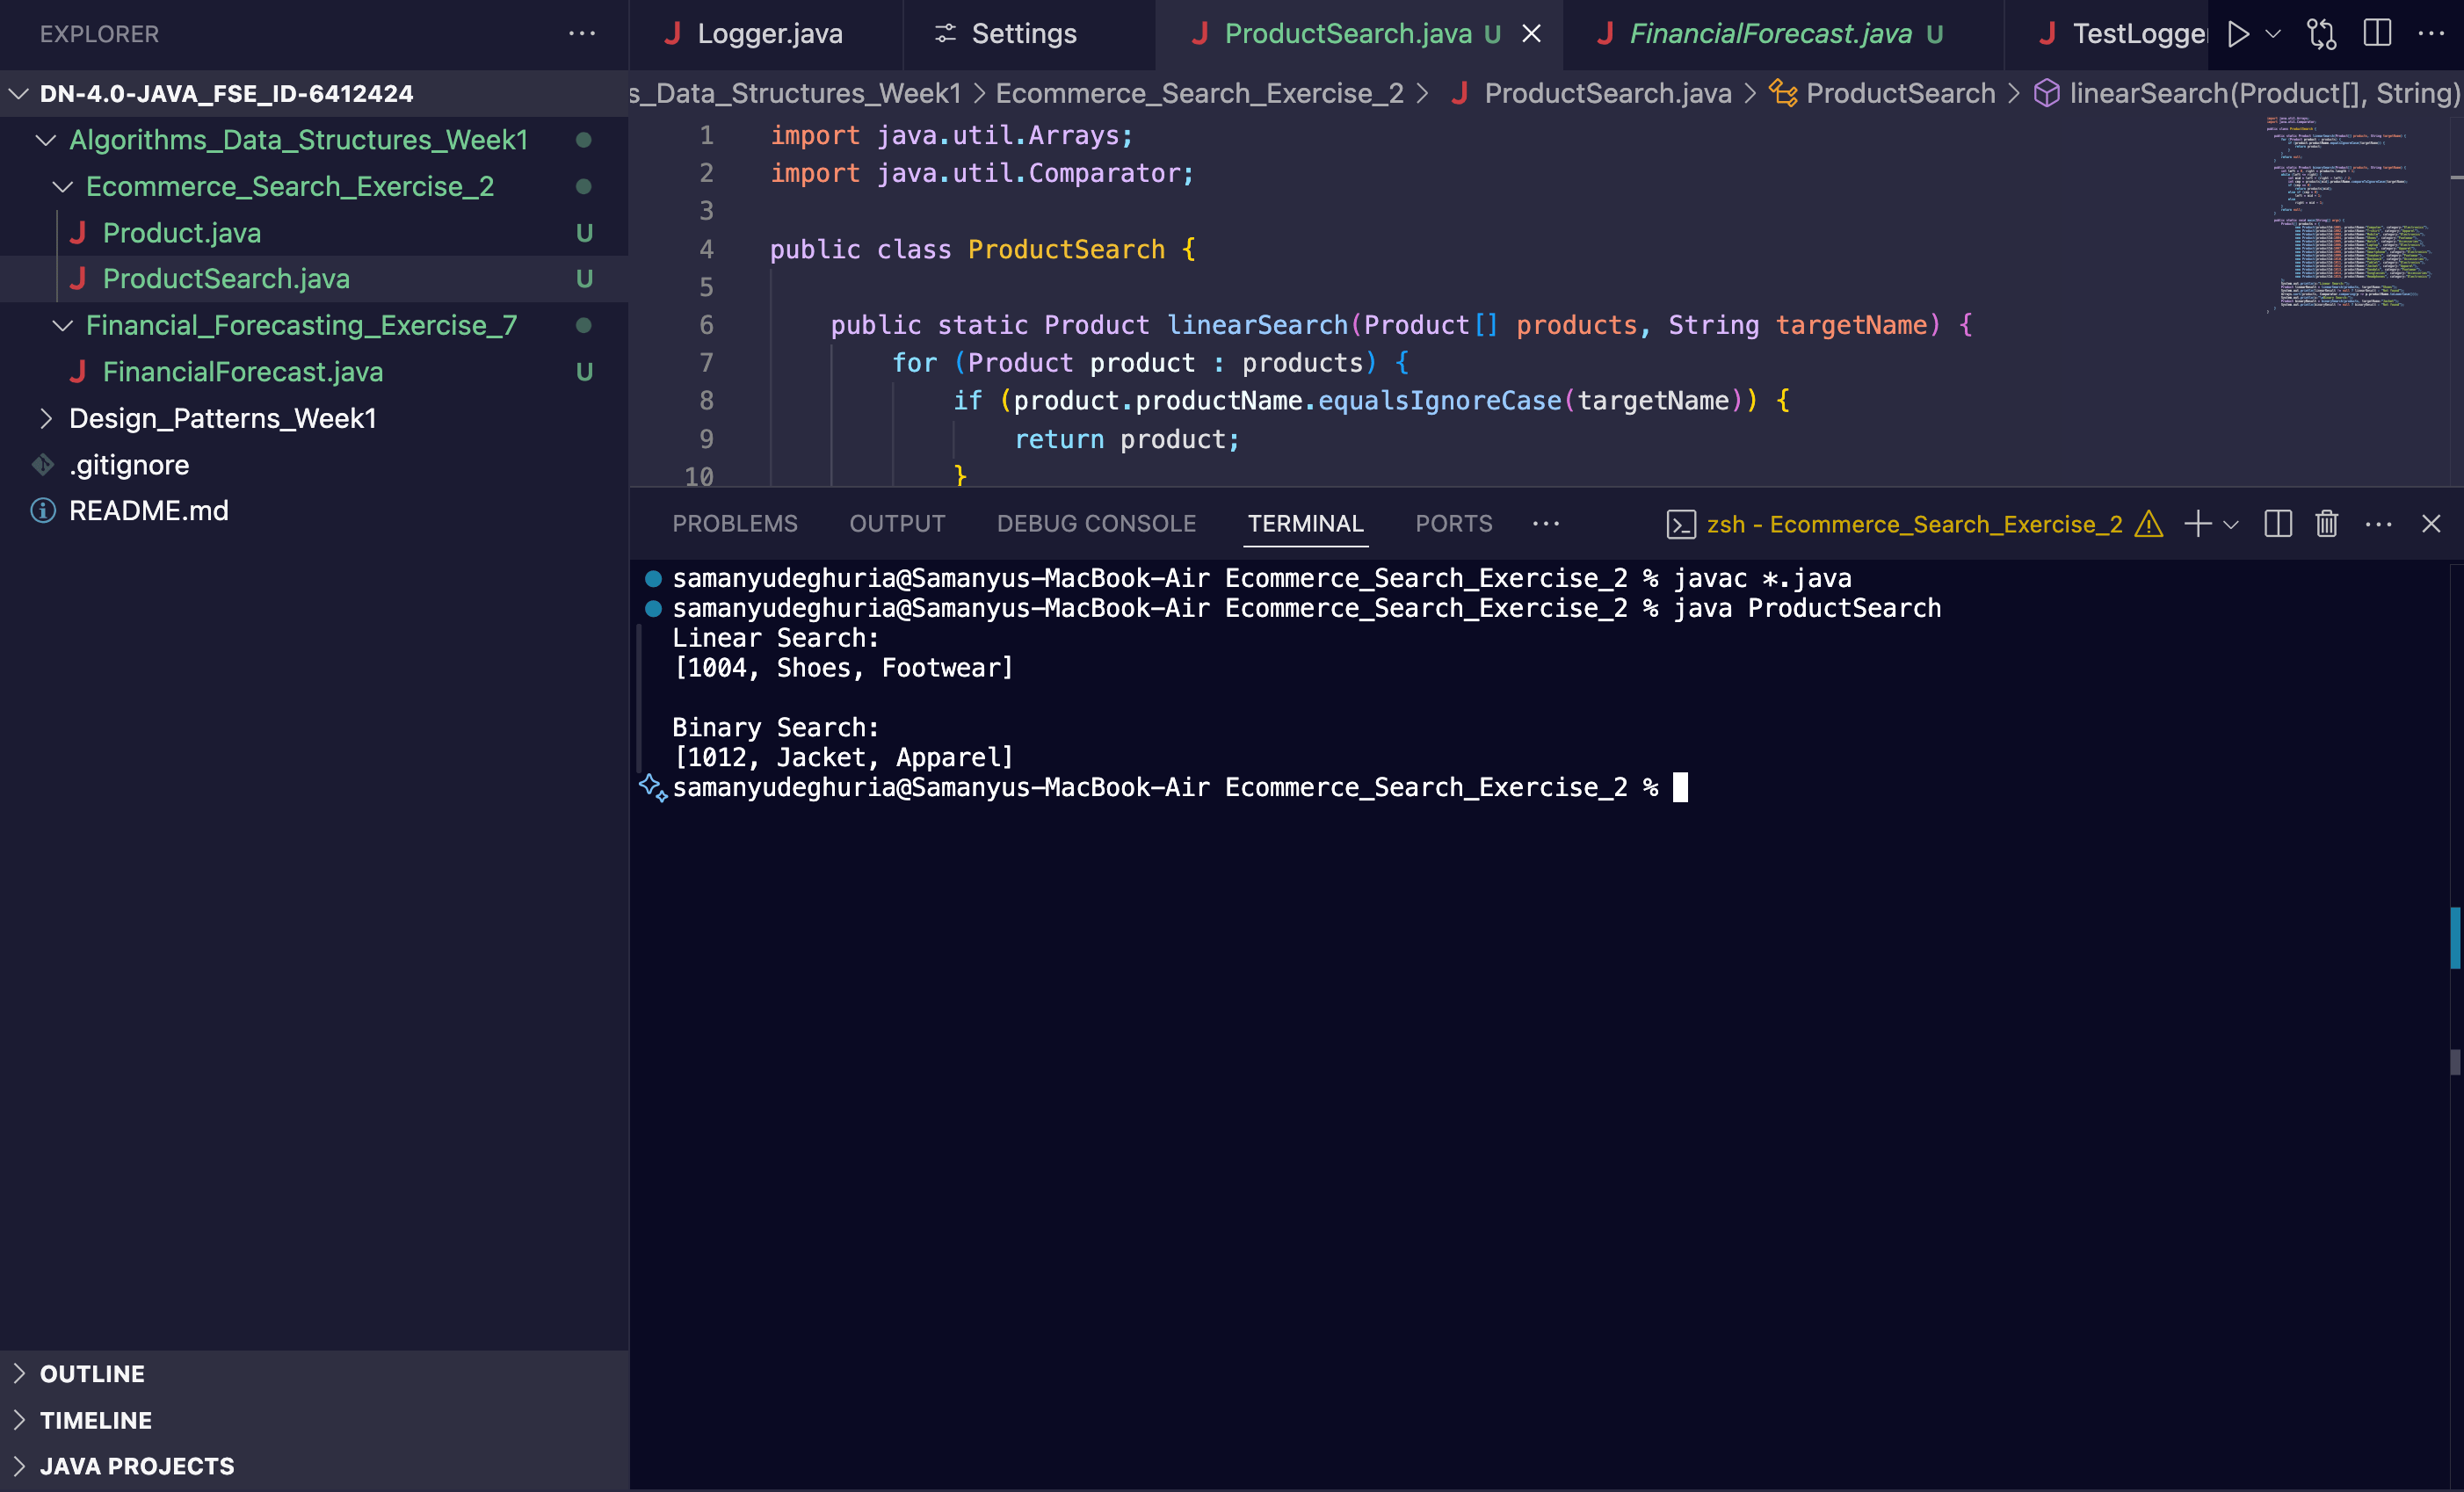 EXPLORER
DN-4.0-JAVA_FSE_ID-6412424
Algorithms_Data_Structures_Week1
Ecommerce_Search_Exercise_2
Product.java U
ProductSearch.java U
Financial_Forecasting_Exercise_7
FinancialForecast.java U
Design_Patterns_Week1
.gitignore
README.md
OUTLINE
TIMELINE
JAVA PROJECTS
Logger.java
Settings
ProductSearch.java U
FinancialForecast.java U
TestLogger
s_Data_Structures_Week1 > Ecommerce_Search_Exercise_2 > ProductSearch.java > ProductSearch > linearSearch(Product[], String)
1 import java.util.Arrays;
2 import java.util.Comparator;
3
4 public class ProductSearch {
5
6 public static Product linearSearch(Product[] products, String targetName) {
7 for (Product product : products) {
8 if (product.productName.equalsIgnoreCase(targetName)) {
9 return product;
10 }
PROBLEMS OUTPUT DEBUG CONSOLE TERMINAL PORTS
zsh - Ecommerce_Search_Exercise_2
samanyudeghuria@Samanyus-MacBook-Air Ecommerce_Search_Exercise_2 % javac *.java
samanyudeghuria@Samanyus-MacBook-Air Ecommerce_Search_Exercise_2 % java ProductSearch
Linear Search:
[1004, Shoes, Footwear]
Binary Search:
[1012, Jacket, Apparel]
samanyudeghuria@Samanyus-MacBook-Air Ecommerce_Search_Exercise_2 %